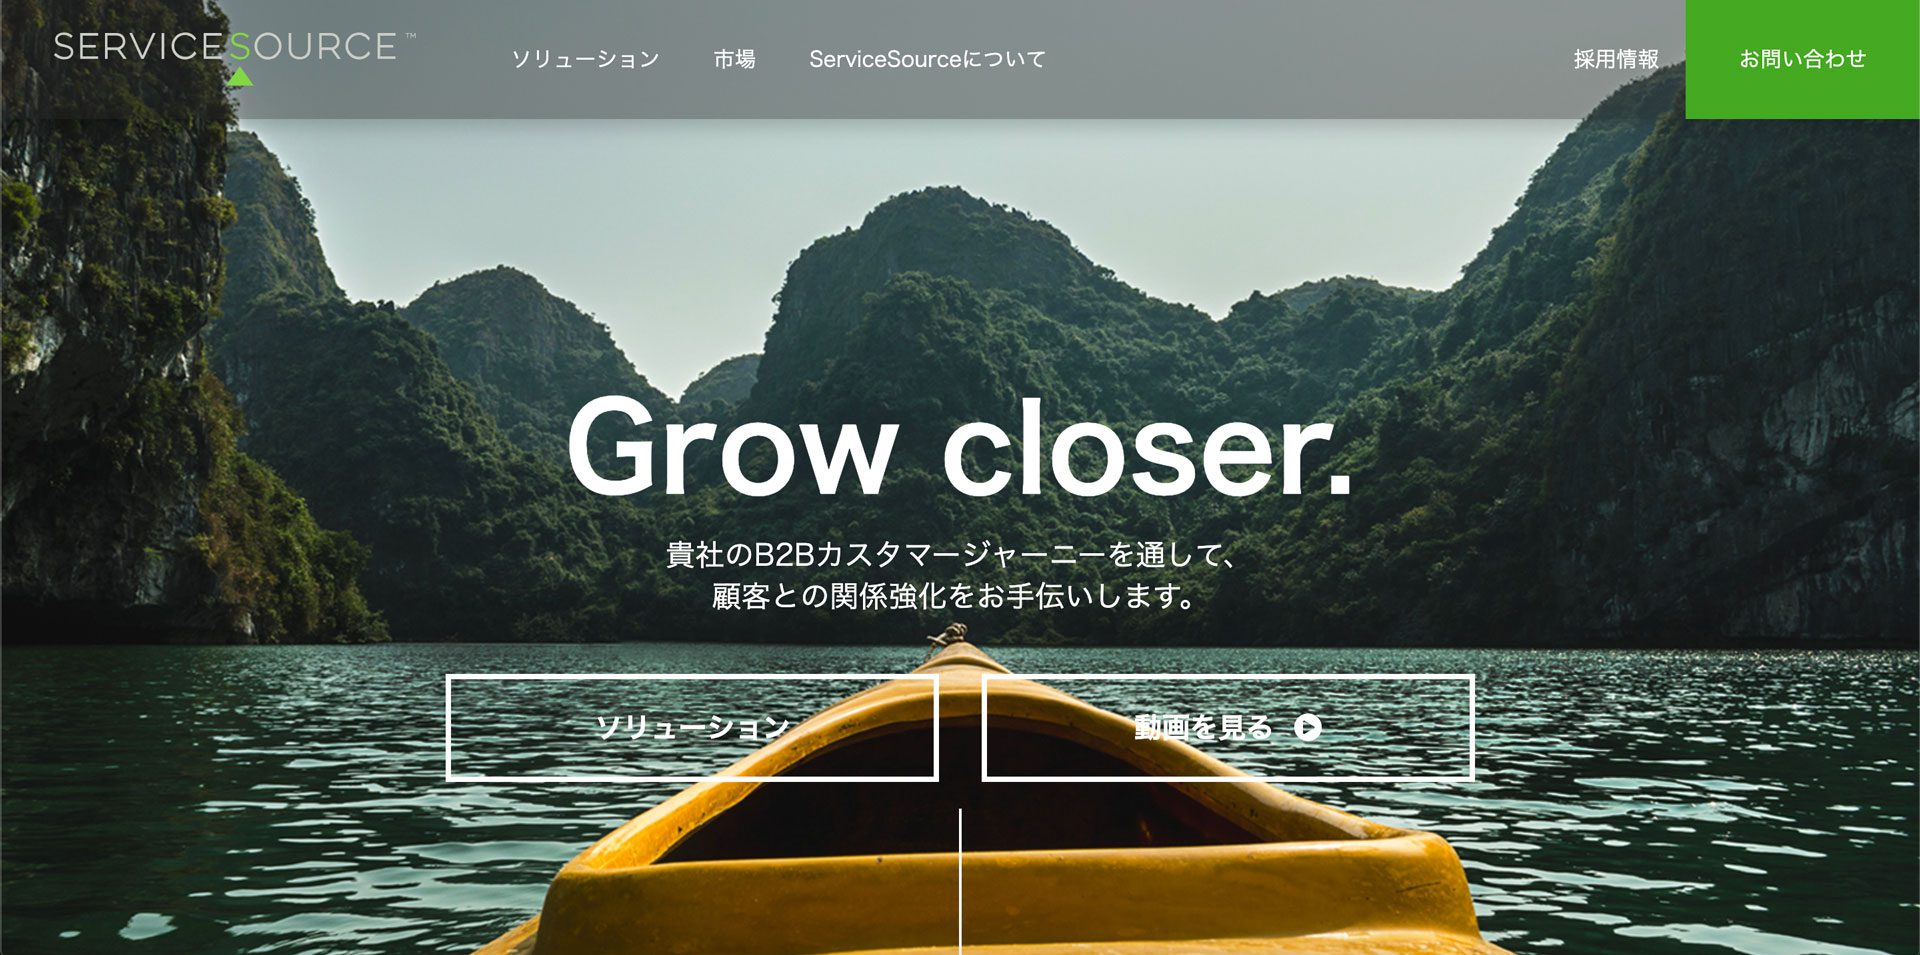 SERVICESOURCE™
ソリューション
市場
ServiceSourceについて
採用情報
お問い合わせ
Grow closer.
貴社のB2Bカスタマージャーニーを通して、
顧客との関係強化をお手伝いします。
ソリューション
動画を見る